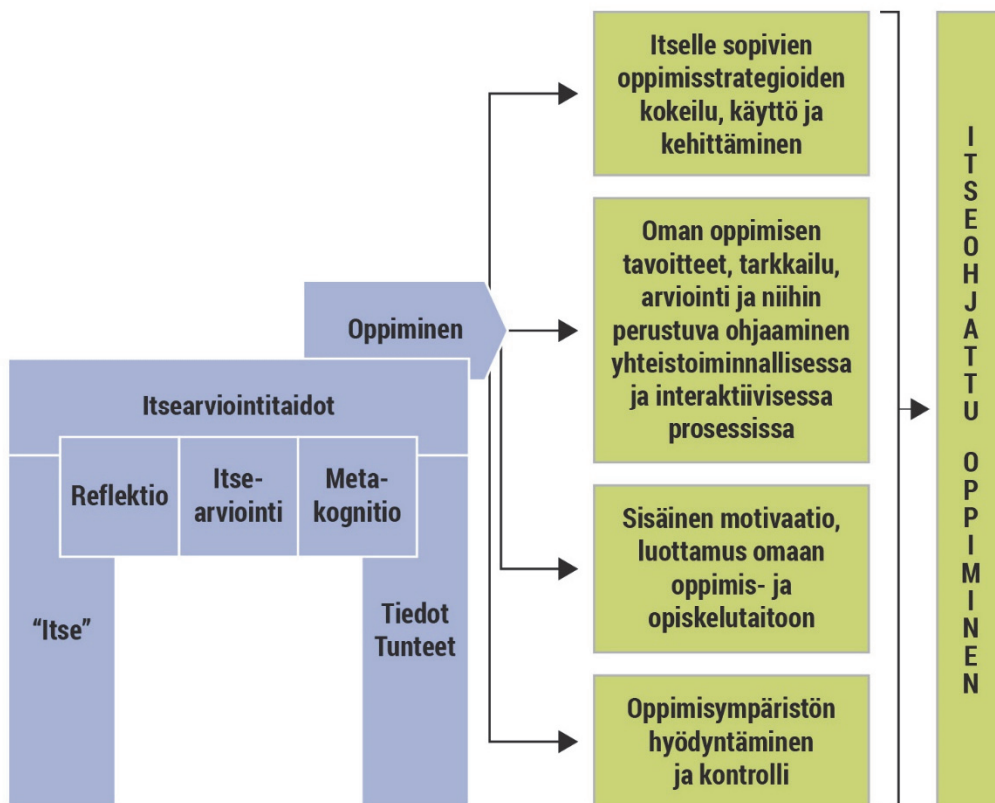 Itselle sopivien
oppimisstrategioiden
kokeilu, käyttö ja
kehittäminen
Oman oppimisen
tavoitteet, tarkkailu,
arviointi ja niihin
perustuva ohjaaminen
yhteistoiminnallisessa
ja interaktiivisessa
prosessissa
Sisäinen motivaatio,
luottamus omaan
oppimis- ja
opiskelutaitoon
Oppimisympäristön
hyödyntäminen
ja kontrolli
Oppiminen
Itsearviointitaidot
Reflektio
Itse-
arviointi
Meta-
kognitio
“Itse”
Tiedot
Tunteet
ITSEOHJATTU OPPIMINEN